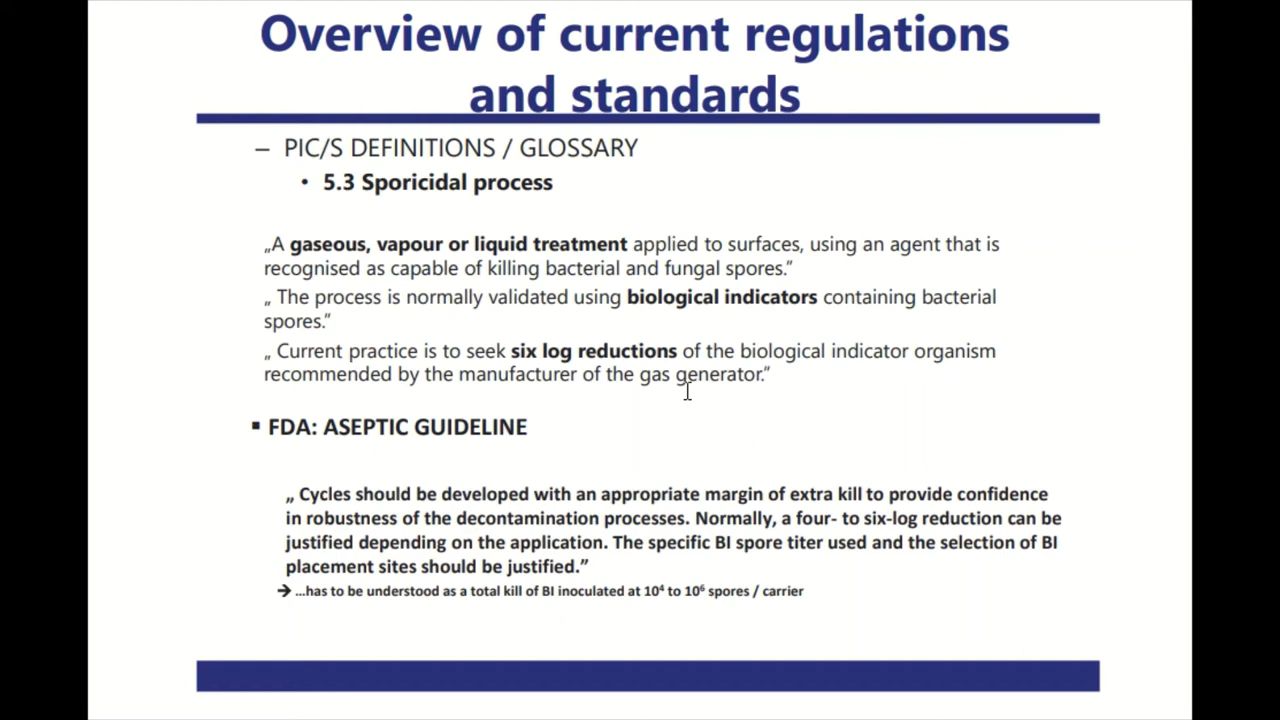 Overview of current regulations
and standards
– PIC/S DEFINITIONS / GLOSSARY
• 5.3 Sporicidal process
„A gaseous, vapour or liquid treatment applied to surfaces, using an agent that is
recognised as capable of killing bacterial and fungal spores.”
„ The process is normally validated using biological indicators containing bacterial
spores.”
„ Current practice is to seek six log reductions of the biological indicator organism
recommended by the manufacturer of the gas generator.”
▪ FDA: ASEPTIC GUIDELINE
„ Cycles should be developed with an appropriate margin of extra kill to provide confidence
in robustness of the decontamination processes. Normally, a four- to six-log reduction can be
justified depending on the application. The specific BI spore titer used and the selection of BI
placement sites should be justified.”
➔ …has to be understood as a total kill of BI inoculated at 10⁴ to 10⁶ spores / carrier